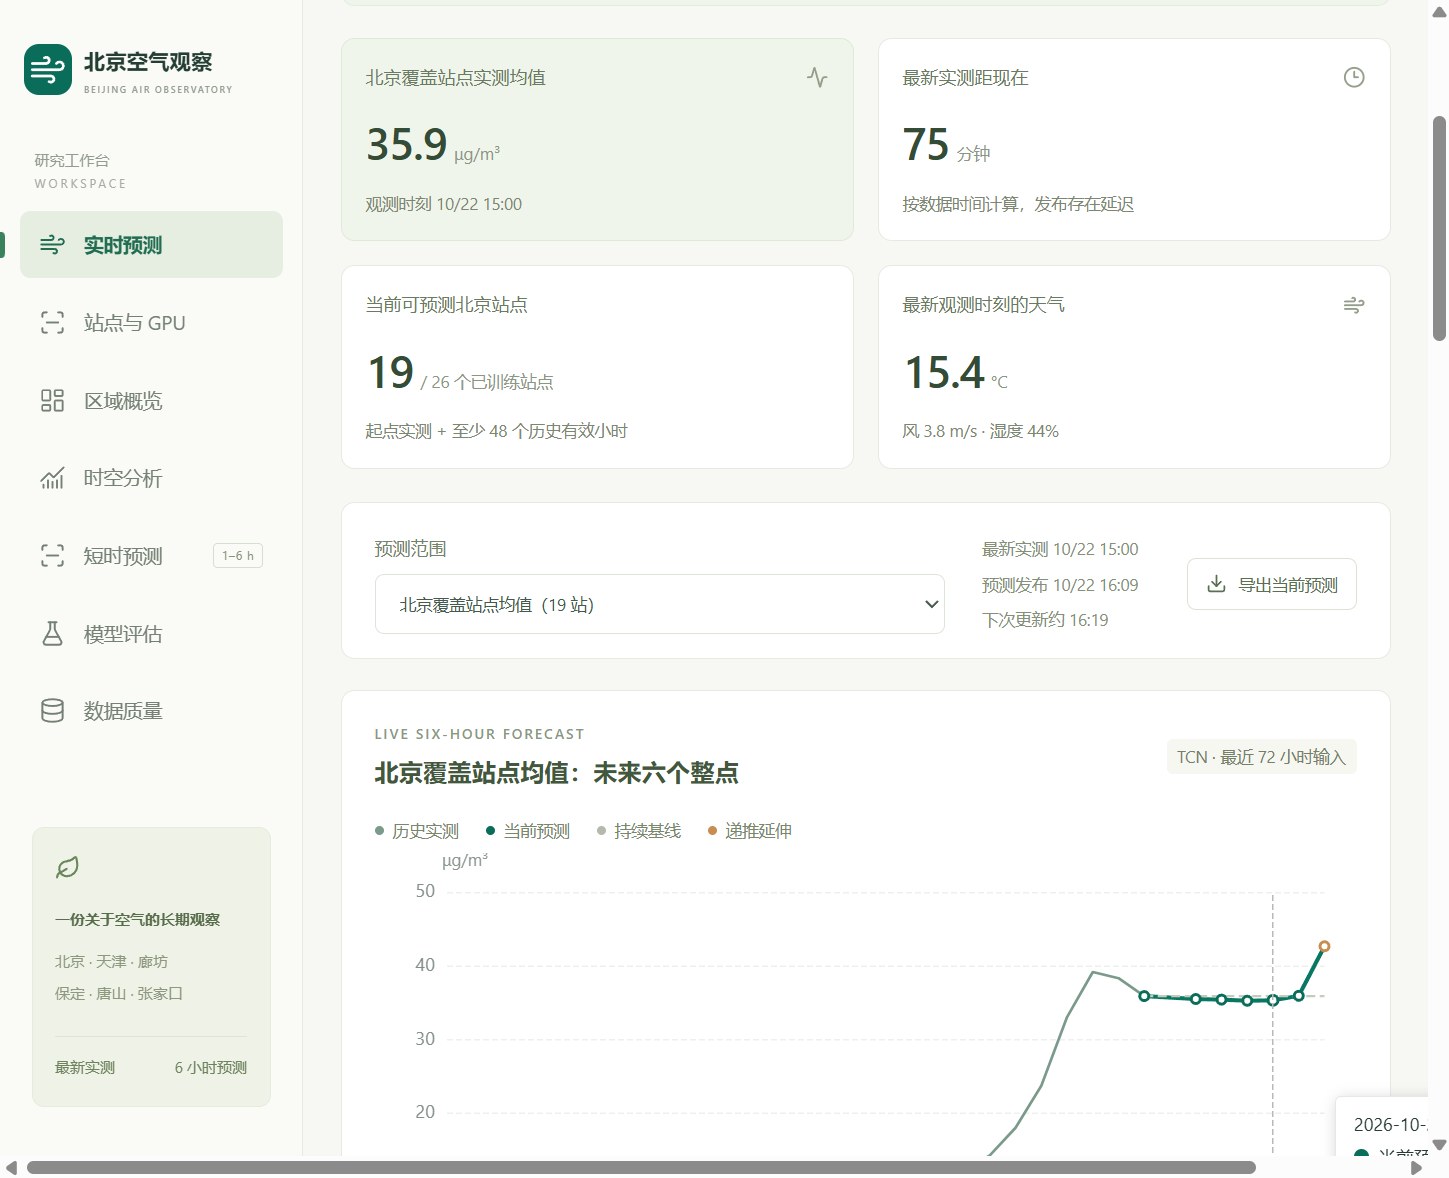 北京空气观察
BEIJING AIR OBSERVATORY
研究工作台
WORKSPACE
实时预测
站点与 GPU
区域概览
时空分析
短时预测
1–6 h
模型评估
数据质量
一份关于空气的长期观察
北京 · 天津 · 廊坊
保定 · 唐山 · 张家口
最新实测
6 小时预测
北京覆盖站点实测均值
35.9 μg/m³
观测时刻 10/22 15:00
最新实测距现在
75 分钟
按数据时间计算，发布存在延迟
当前可预测北京站点
19 / 26 个已训练站点
起点实测 + 至少 48 个历史有效小时
最新观测时刻的天气
15.4 °C
风 3.8 m/s · 湿度 44%
预测范围
北京覆盖站点均值（19 站）
最新实测 10/22 15:00
预测发布 10/22 16:09
下次更新约 16:19
导出当前预测
LIVE SIX-HOUR FORECAST
北京覆盖站点均值：未来六个整点
TCN · 最近 72 小时输入
历史实测
当前预测
持续基线
递推延伸
μg/m³
50
40
30
20
2026-10-